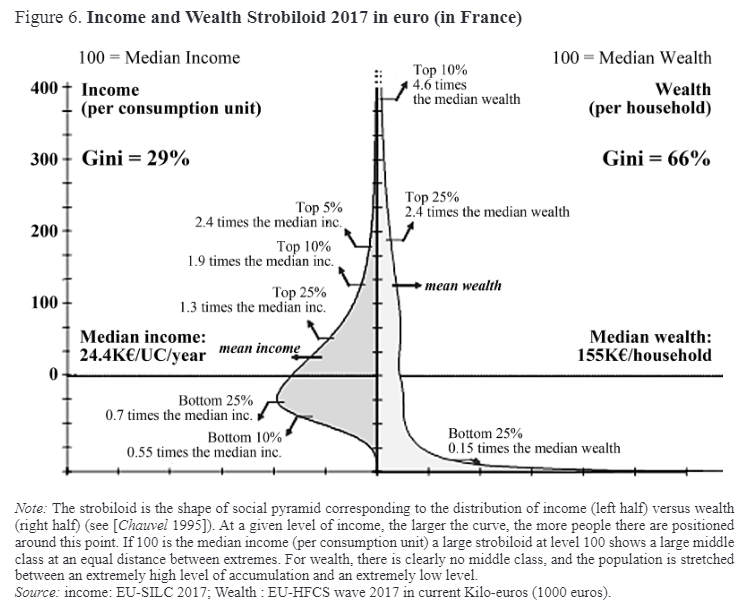 Figure 6. Income and Wealth Strobiloid 2017 in euro (in France)
100 = Median Income
100 = Median Wealth
Income
(per consumption unit)
Gini = 29%
Wealth
(per household)
Gini = 66%
400
300
200
100
0
Top 10%
4.6 times
the median wealth
Top 25%
2.4 times the median wealth
mean wealth
Top 5%
2.4 times the median inc.
Top 10%
1.9 times the median inc.
Top 25%
1.3 times the median inc.
Median income:
24.4K€/UC/year
mean income
Median wealth:
155K€/household
Bottom 25%
0.7 times the median inc.
Bottom 10%
0.55 times the median inc.
Bottom 25%
0.15 times the median wealth
Note: The strobiloid is the shape of social pyramid corresponding to the distribution of income (left half) versus wealth
(right half) (see [Chauvel 1995]). At a given level of income, the larger the curve, the more people there are positioned
around this point. If 100 is the median income (per consumption unit) a large strobiloid at level 100 shows a large middle
class at an equal distance between extremes. For wealth, there is clearly no middle class, and the population is stretched
between an extremely high level of accumulation and an extremely low level.
Source: income: EU-SILC 2017; Wealth : EU-HFCS wave 2017 in current Kilo-euros (1000 euros).